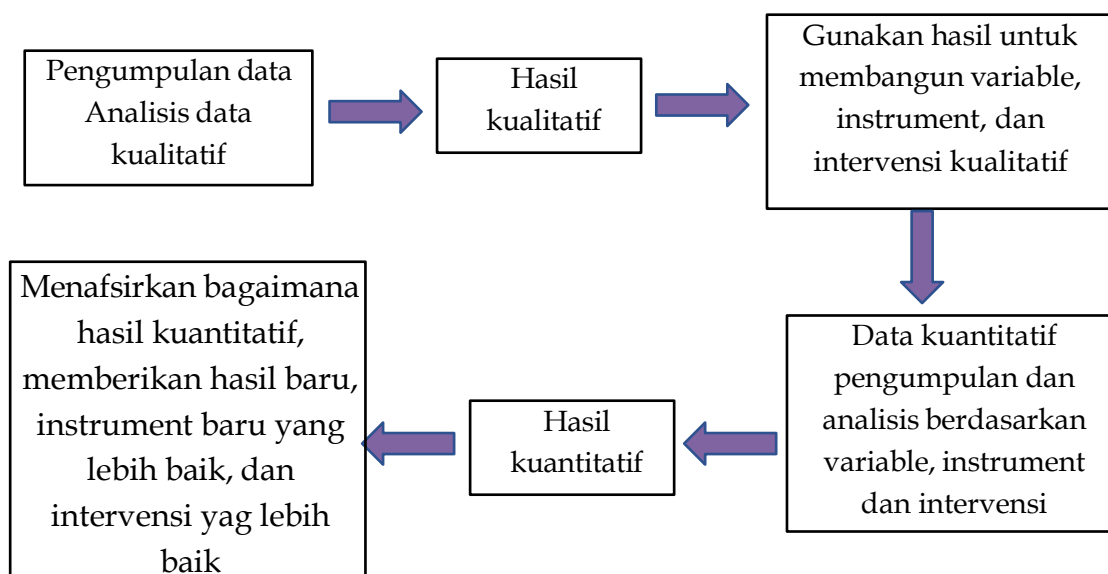 Pengumpulan data
Analisis data
kualitatif
Hasil
kualitatif
Gunakan hasil untuk
membangun variable,
instrument, dan
intervensi kualitatif
Data kuantitatif
pengumpulan dan
analisis berdasarkan
variable, instrument
dan intervensi
Hasil
kuantitatif
Menafsirkan bagaimana
hasil kuantitatif,
memberikan hasil baru,
instrument baru yang
lebih baik, dan
intervensi yag lebih
baik